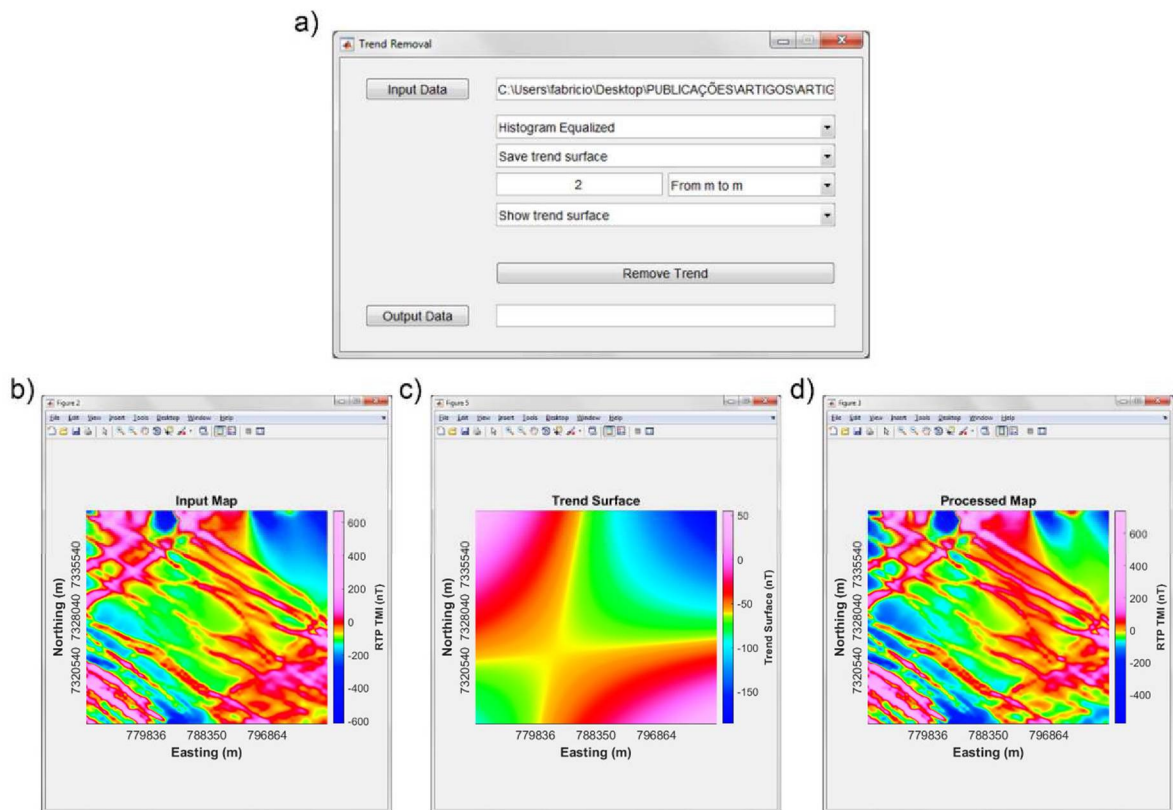 a)
Trend Removal
Input Data
C:\Users\fabricio\Desktop\PUBLICAÇÕES\ARTIGOS\ARTIG
Histogram Equalized
Save trend surface
2
From m to m
Show trend surface
Remove Trend
Output Data
b)
Figure 2
File Edit View Insert Tools Desktop Window Help
Input Map
Northing (m)
7335540
7328040
7320540
779836 788350 796864
Easting (m)
600
400
200
0
-200
-400
-600
RTP TMI (nT)
c)
Figure 5
File Edit View Insert Tools Desktop Window Help
Trend Surface
Northing (m)
7335540
7328040
7320540
779836 788350 796864
Easting (m)
50
0
-50
-100
-150
Trend Surface (nT)
d)
Figure 3
File Edit View Insert Tools Desktop Window Help
Processed Map
Northing (m)
7335540
7328040
7320540
779836 788350 796864
Easting (m)
600
400
200
0
-200
-400
RTP TMI (nT)